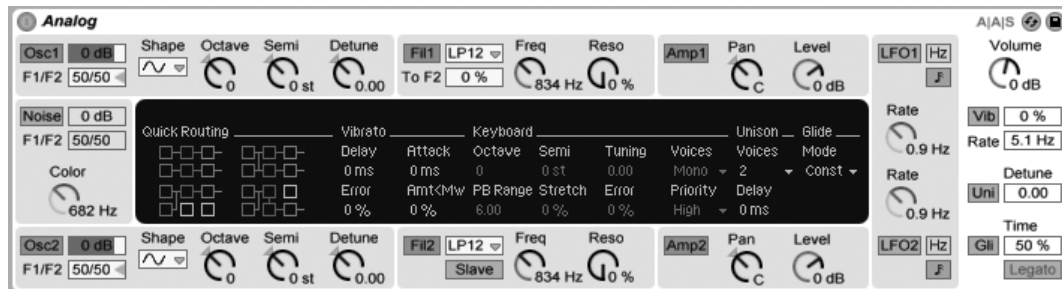 Analog
A|A|S
Osc1 0 dB Shape Octave Semi Detune Fil1 LP12 Freq Reso Amp1 Pan Level LFO1 Hz Volume
F1/F2 50/50 0 0 st 0.00 To F2 0 % 834 Hz 0 % C 0 dB 0 dB
Noise 0 dB Rate Vib 0 %
F1/F2 50/50 0.9 Hz Rate 5.1 Hz
Quick Routing Vibrato Keyboard Unison Glide
Delay Attack Octave Semi Tuning Voices Voices Mode
0 ms 0 ms 0 0 st 0.00 Mono 2 Const
Error Amt<Mw PB Range Stretch Error Priority Delay
0 % 0 % 6.00 0 % 0 % High 0 ms
Color Rate Detune
682 Hz 0.9 Hz Uni 0.00
Time
Osc2 0 dB Shape Octave Semi Detune Fil2 LP12 Freq Reso Amp2 Pan Level LFO2 Hz Gli 50 %
F1/F2 50/50 0 0 st 0.00 Slave 834 Hz 0 % C 0 dB Legato